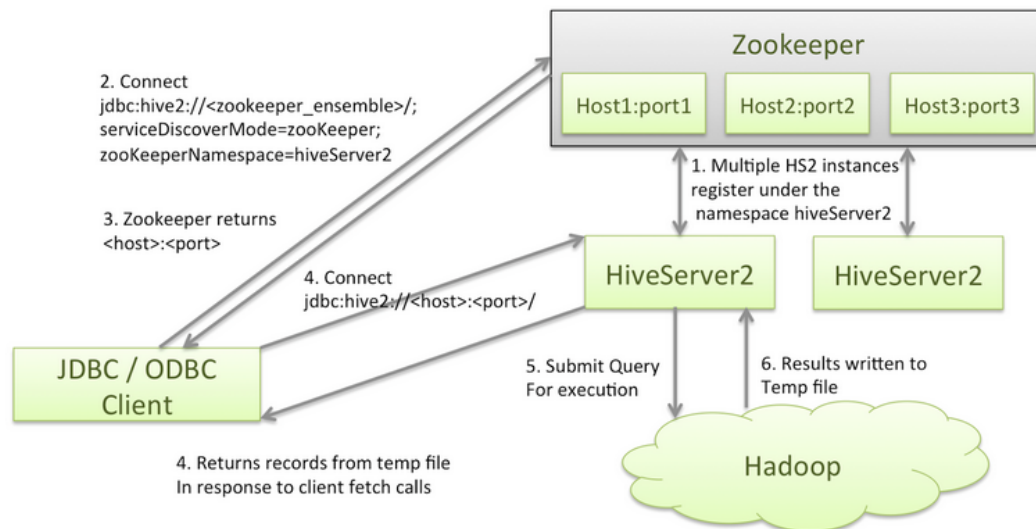 Zookeeper
Host1:port1
Host2:port2
Host3:port3
2. Connect
jdbc:hive2://<zookeeper_ensemble>/;
serviceDiscoverMode=zooKeeper;
zooKeeperNamespace=hiveServer2
1. Multiple HS2 instances
register under the
namespace hiveServer2
3. Zookeeper returns
<host>:<port>
4. Connect
jdbc:hive2://<host>:<port>/
HiveServer2
HiveServer2
JDBC / ODBC
Client
5. Submit Query
For execution
6. Results written to
Temp file
4. Returns records from temp file
In response to client fetch calls
Hadoop